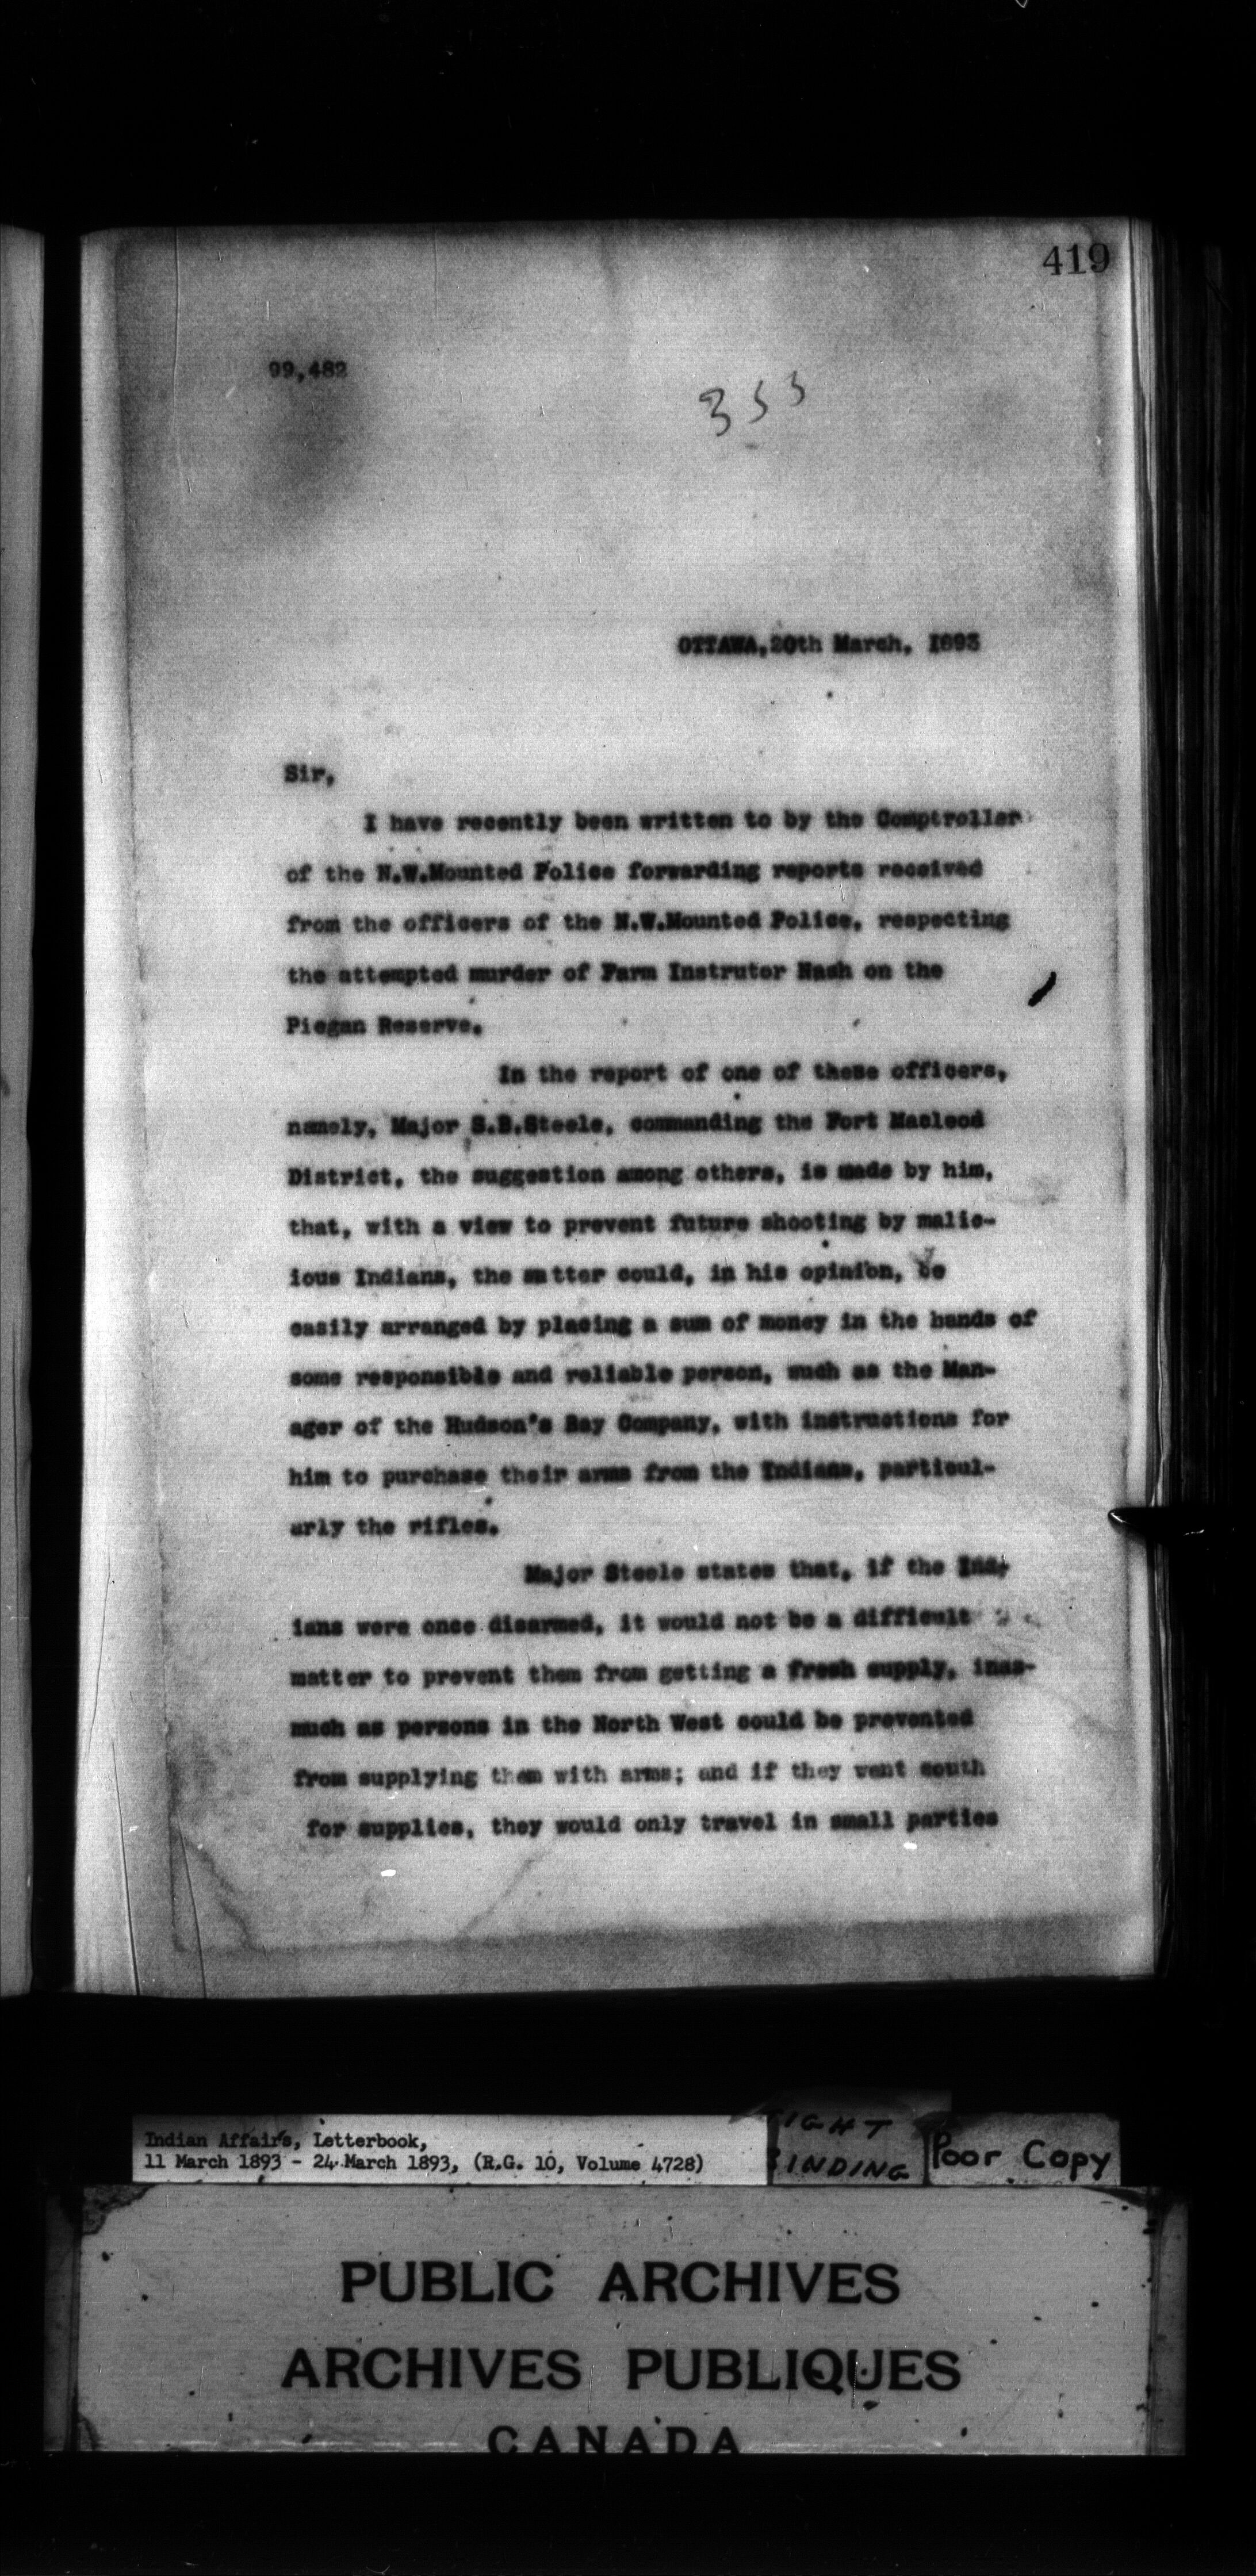 419
99,482
355
OTTAWA,20th March, 1893
Sir,
I have recently been written to by the Comptroller
of the N.W.Mounted Police forwarding reports received
from the officers of the N.W.Mounted Police, respecting
the attempted murder of Farm Instrutor Nash on the
Piegan Reserve.
In the report of one of these officers,
namely, Major S.B.Steele, commanding the Fort Macleod
District, the suggestion among others, is made by him,
that, with a view to prevent future shooting by malic-
ious Indians, the matter could, in his opinion, be
easily arranged by placing a sum of money in the hands of
some responsible and reliable person, such as the Man-
ager of the Hudson's Bay Company, with instructions for
him to purchase their arms from the Indians, particul-
arly the rifles.
Major Steele states that, if the Ind-
ians were once disarmed, it would not be a difficult
matter to prevent them from getting a fresh supply, inas-
much as persons in the North West could be prevented
from supplying them with arms; and if they went south
for supplies, they would only travel in small parties
Indian Affairs, Letterbook,
11 March 1893 - 24 March 1893, (R.G. 10, Volume 4728)
TIGHT
BINDING
Poor Copy
PUBLIC ARCHIVES
ARCHIVES PUBLIQUES
CANADA